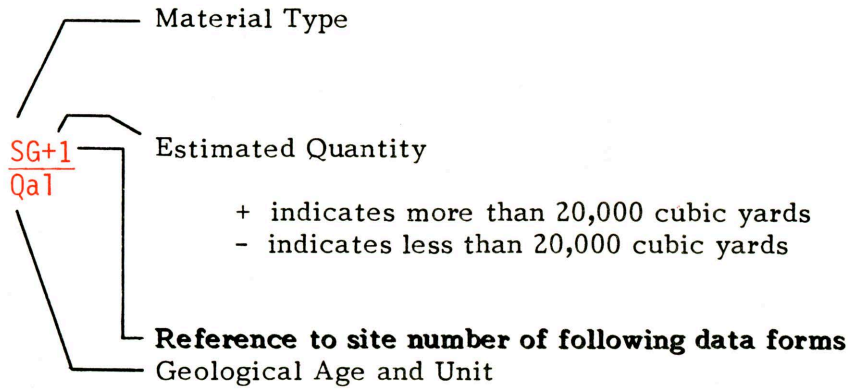 Material Type
SG+1
Qal
Estimated Quantity
+ indicates more than 20,000 cubic yards
- indicates less than 20,000 cubic yards
Reference to site number of following data forms
Geological Age and Unit